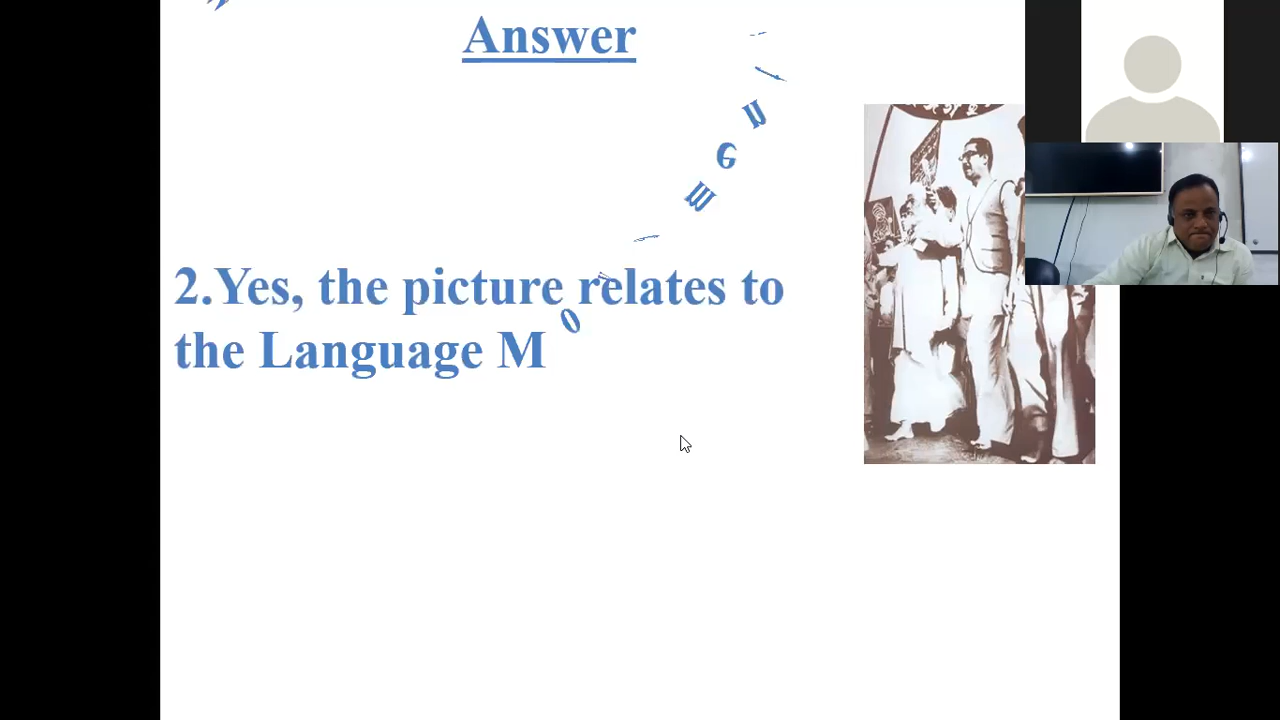 Answer
2.Yes, the picture relates to
the Language M